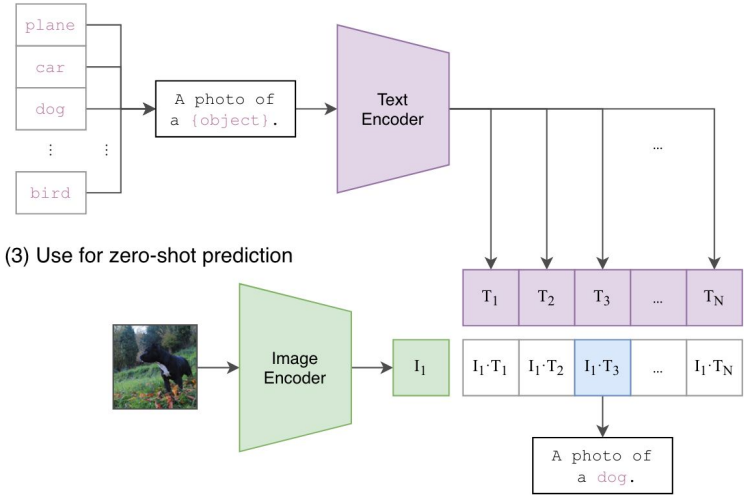 plane
car
dog
⋮ ⋮
bird
A photo of
a {object}.
Text
Encoder
...
(3) Use for zero-shot prediction
T1 T2 T3 ... TN
Image
Encoder
I1
I1·T1 I1·T2 I1·T3 ... I1·TN
A photo of
a dog.